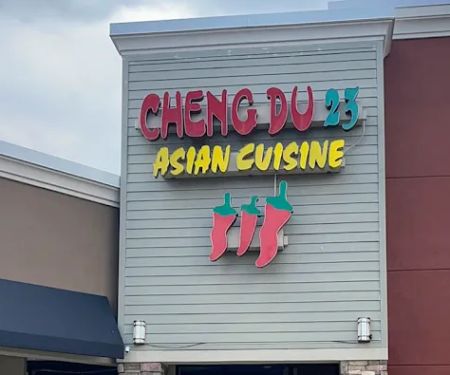 CHENG DU 23
ASIAN CUISINE